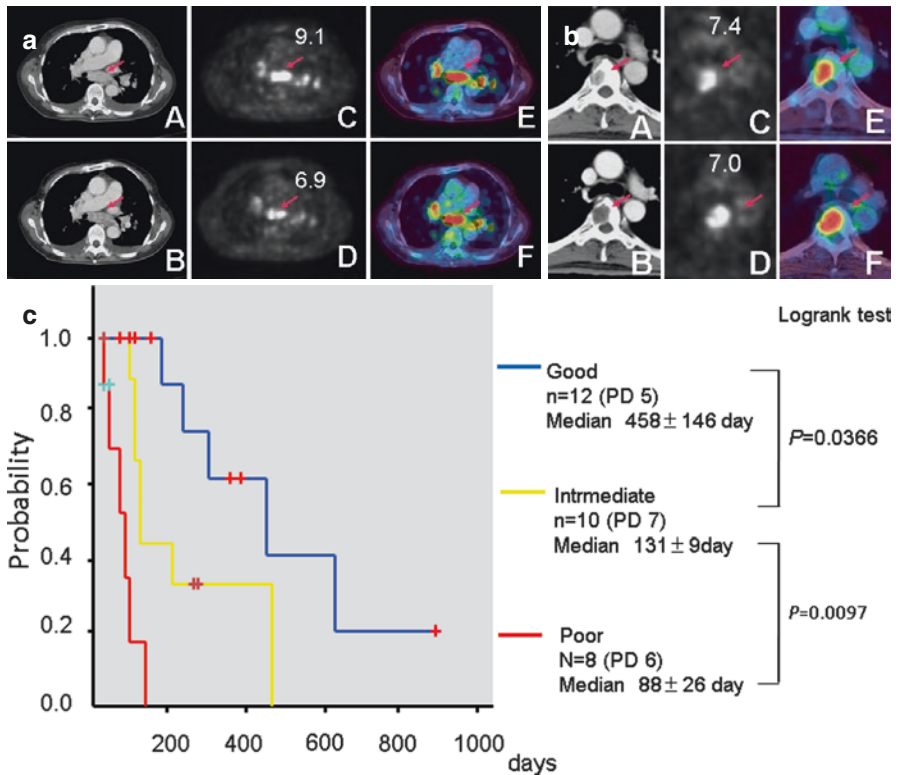 a
9.1
A
C
E
6.9
B
D
F
b
7.4
A
C
E
7.0
B
D
F
c
Logrank test
Probability
1.0
0.8
0.6
0.4
0.2
0.0
200
400
600
800
1000
days
Good
n=12 (PD 5)
Median 458±146 day
P=0.0366
Intrmediate
n=10 (PD 7)
Median 131±9day
P=0.0097
Poor
N=8 (PD 6)
Median 88±26 day